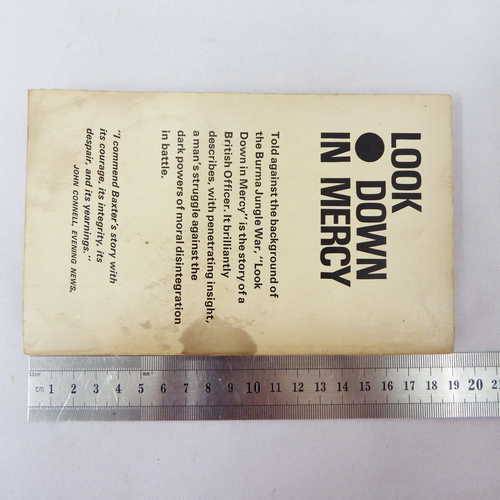 LOOK
● DOWN
IN MERCY
Told against the background of
the Burma Jungle War, "Look
Down in Mercy" is the story of a
British Officer. It brilliantly
describes, with penetrating insight,
a man's struggle against the
dark powers of moral disintegration
in battle.
"I commend Baxter's story with
its courage, its integrity, its
despair, and its yearnings."
JOHN CONNELL, EVENING NEWS.
cm 1 2 3 4 5 6 7 8 9 10 11 12 13 14 15 16 17 18 19 20